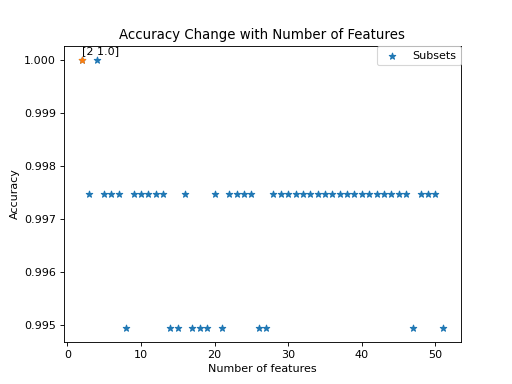 Accuracy Change with Number of Features
[2 1.0]
Subsets
1.000
0.999
0.998
0.997
0.996
0.995
Accuracy
0 10 20 30 40 50
Number of features